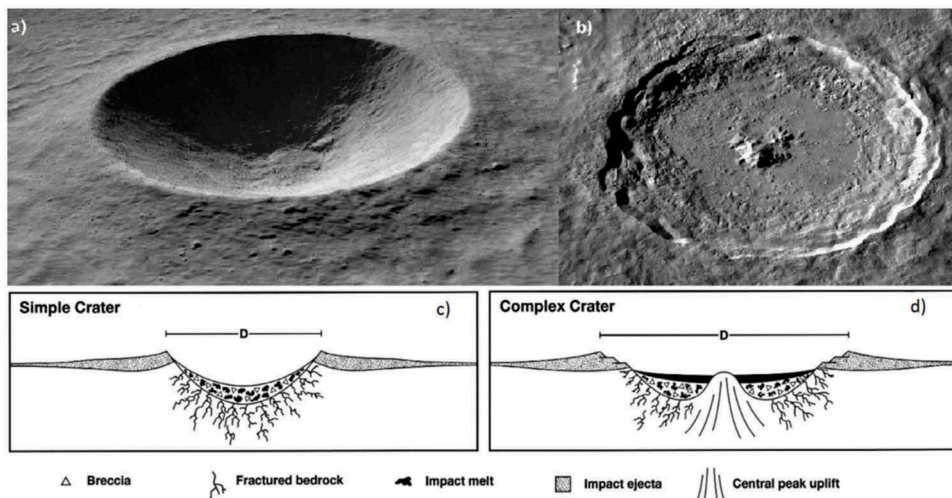 a)
b)
Simple Crater
c)
D
Complex Crater
d)
D
Breccia
Fractured bedrock
Impact melt
Impact ejecta
Central peak uplift